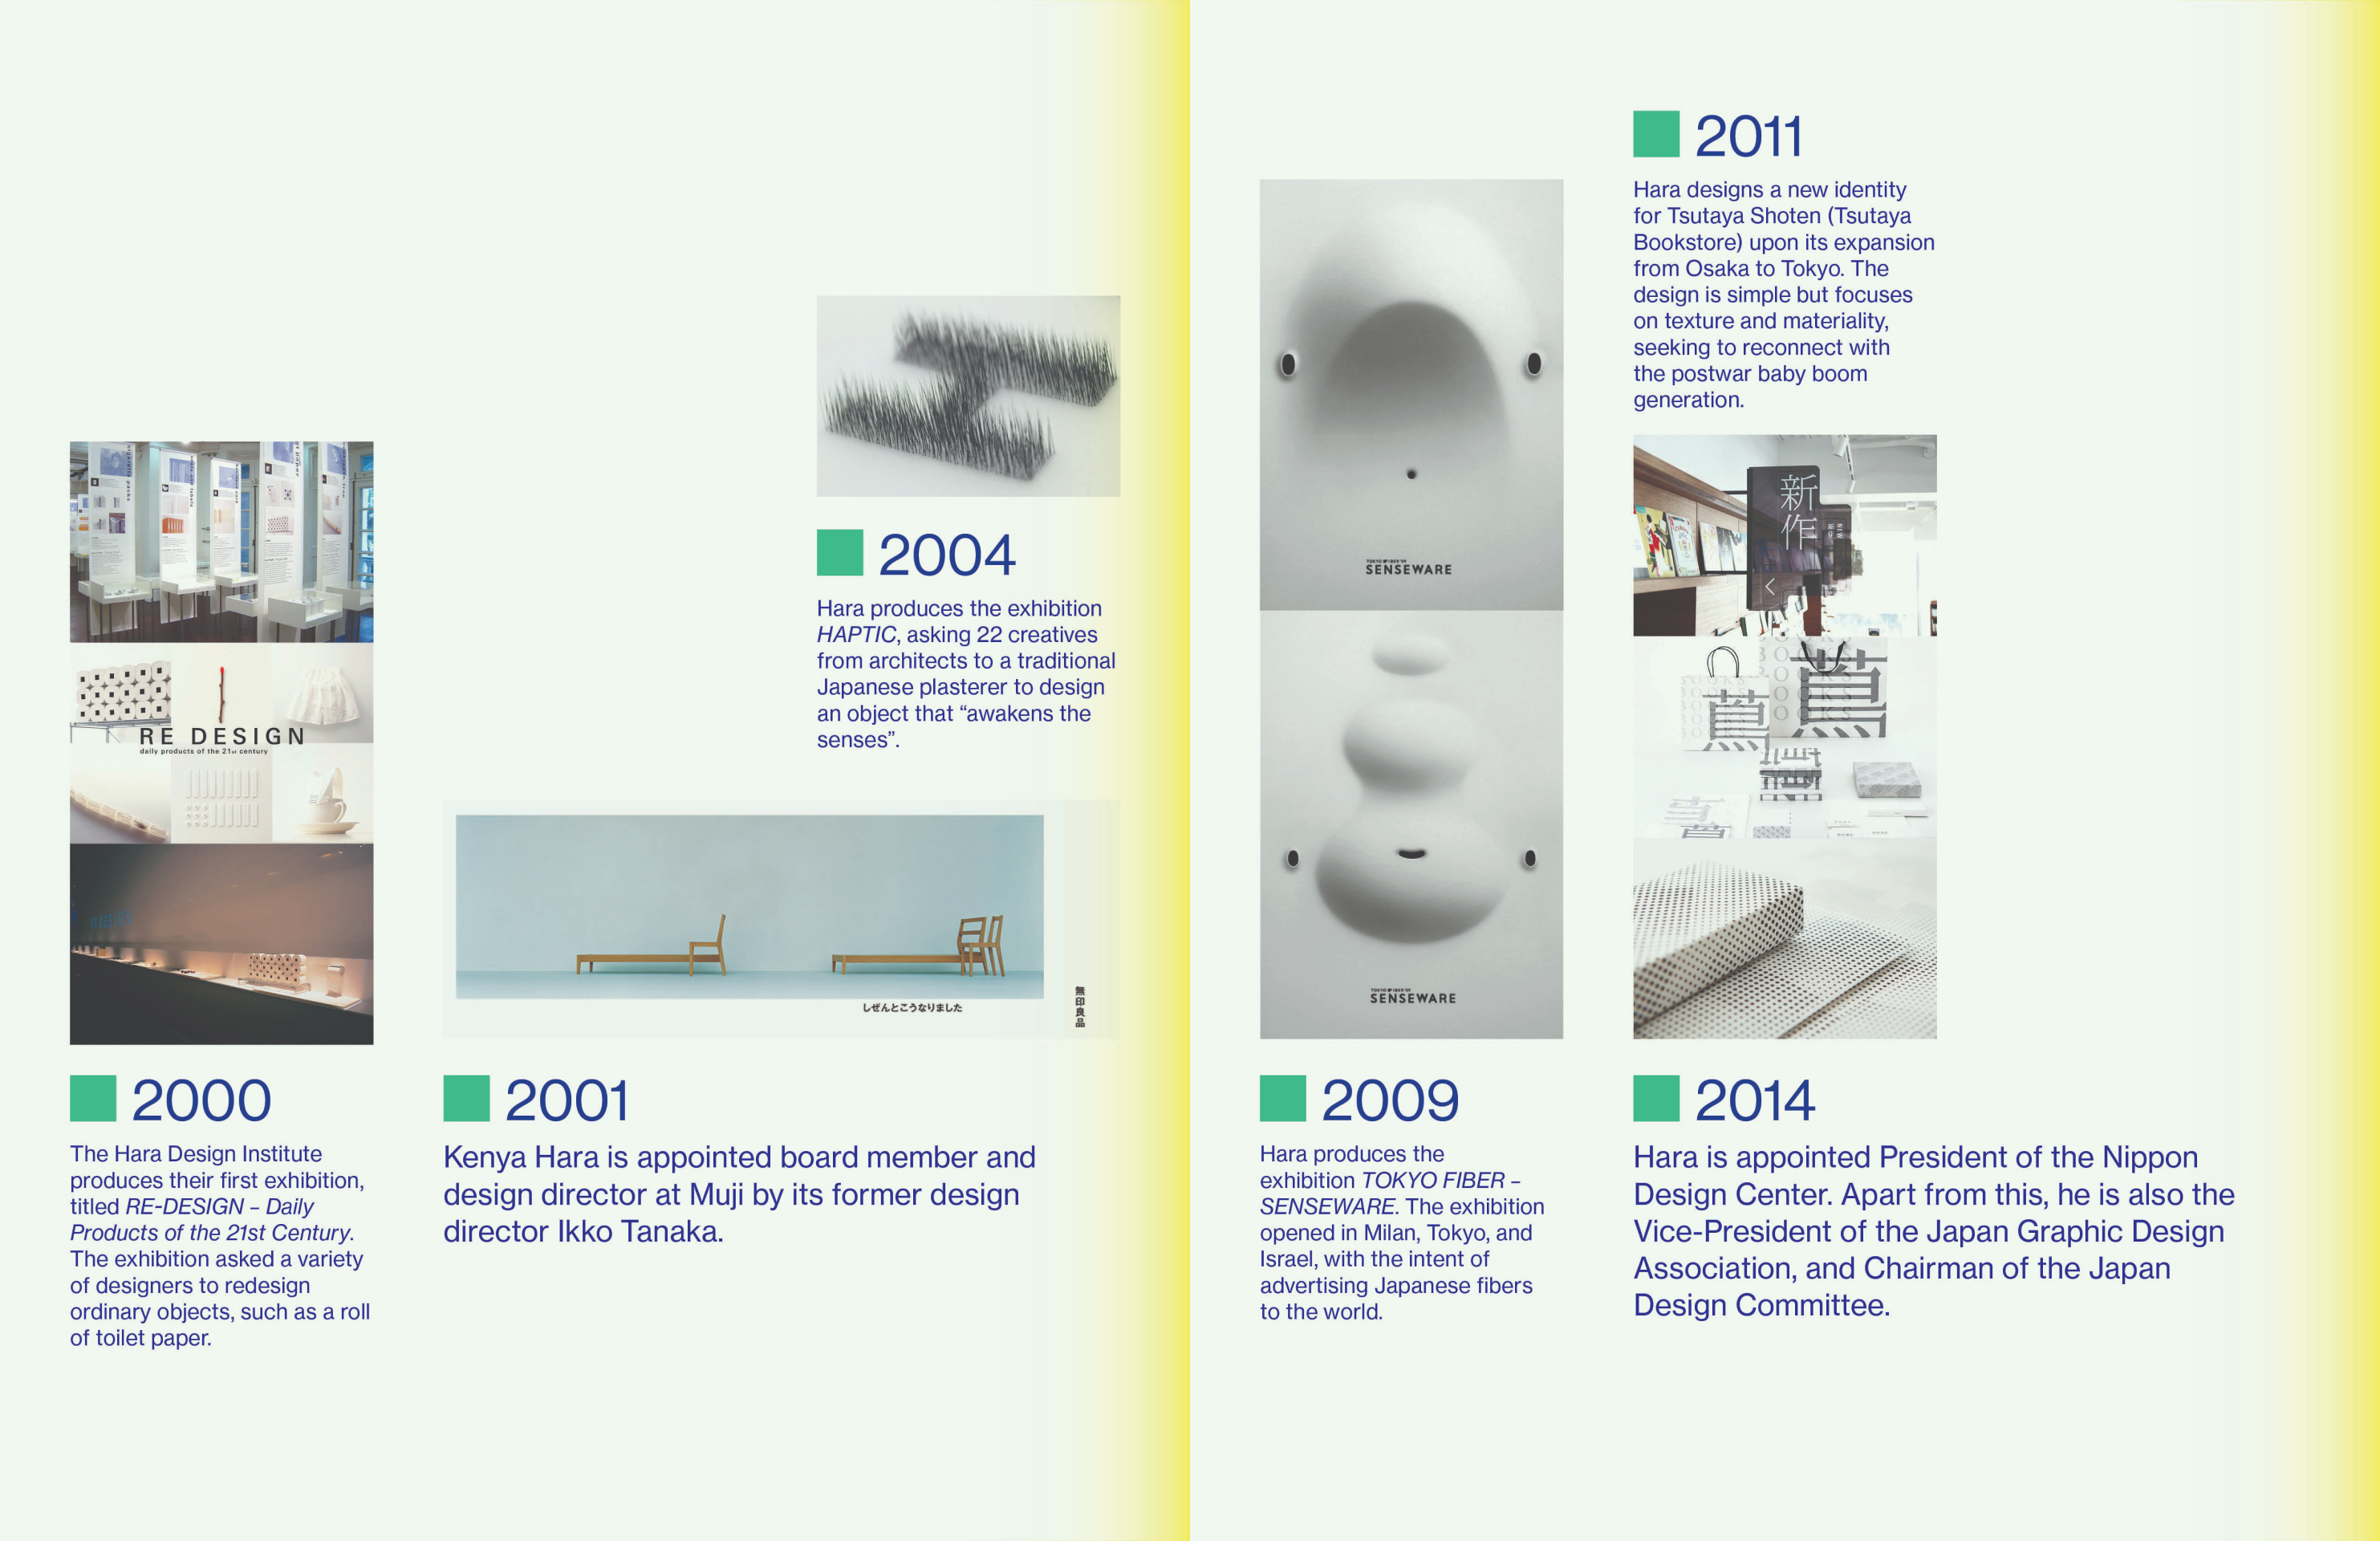 RE DESIGN
daily products of the 21st century
2000
The Hara Design Institute
produces their first exhibition,
titled RE-DESIGN – Daily
Products of the 21st Century.
The exhibition asked a variety
of designers to redesign
ordinary objects, such as a roll
of toilet paper.
しぜんとこうなりました
無印良品
2001
Kenya Hara is appointed board member and
design director at Muji by its former design
director Ikko Tanaka.
2004
Hara produces the exhibition
HAPTIC, asking 22 creatives
from architects to a traditional
Japanese plasterer to design
an object that “awakens the
senses”.
TOKYO FIBER '09
SENSEWARE
TOKYO FIBER '09
SENSEWARE
2009
Hara produces the
exhibition TOKYO FIBER –
SENSEWARE. The exhibition
opened in Milan, Tokyo, and
Israel, with the intent of
advertising Japanese fibers
to the world.
2011
Hara designs a new identity
for Tsutaya Shoten (Tsutaya
Bookstore) upon its expansion
from Osaka to Tokyo. The
design is simple but focuses
on texture and materiality,
seeking to reconnect with
the postwar baby boom
generation.
新作
BOOKS
蔦
蔦
2014
Hara is appointed President of the Nippon
Design Center. Apart from this, he is also the
Vice-President of the Japan Graphic Design
Association, and Chairman of the Japan
Design Committee.